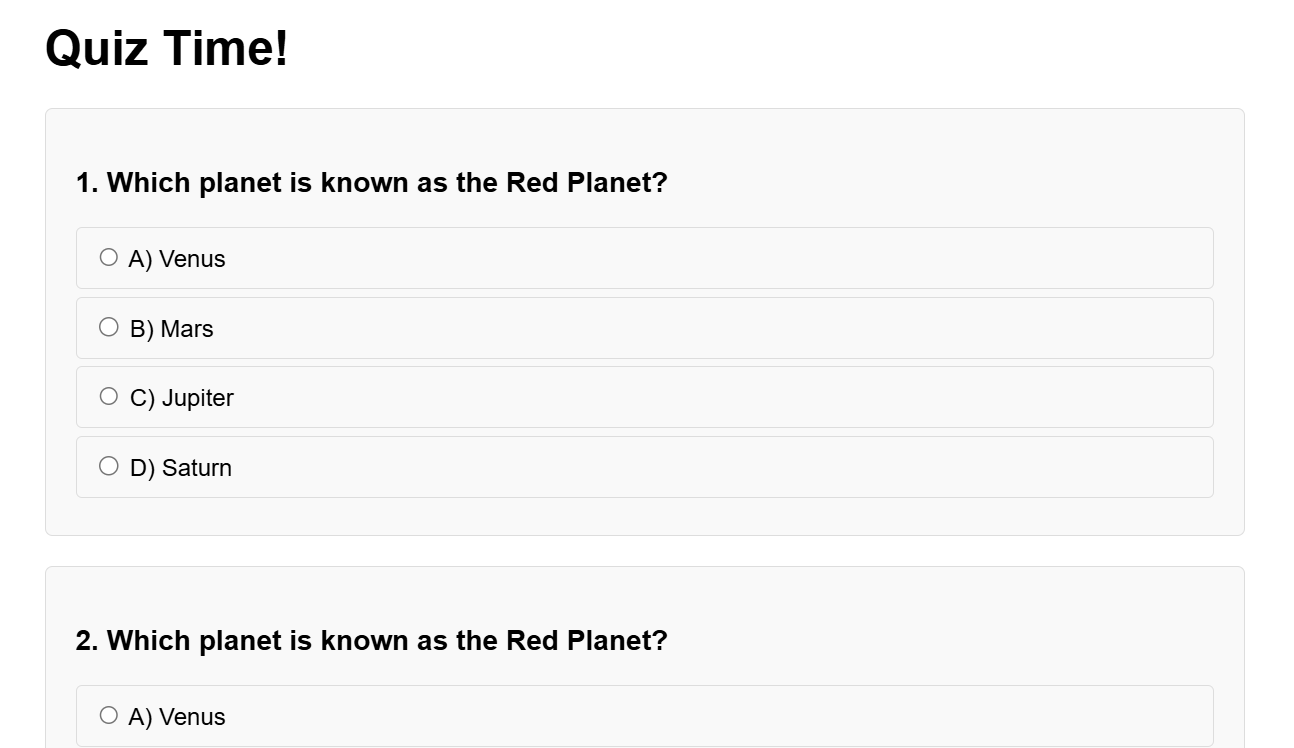 Quiz Time!
1. Which planet is known as the Red Planet?
A) Venus
B) Mars
C) Jupiter
D) Saturn
2. Which planet is known as the Red Planet?
A) Venus